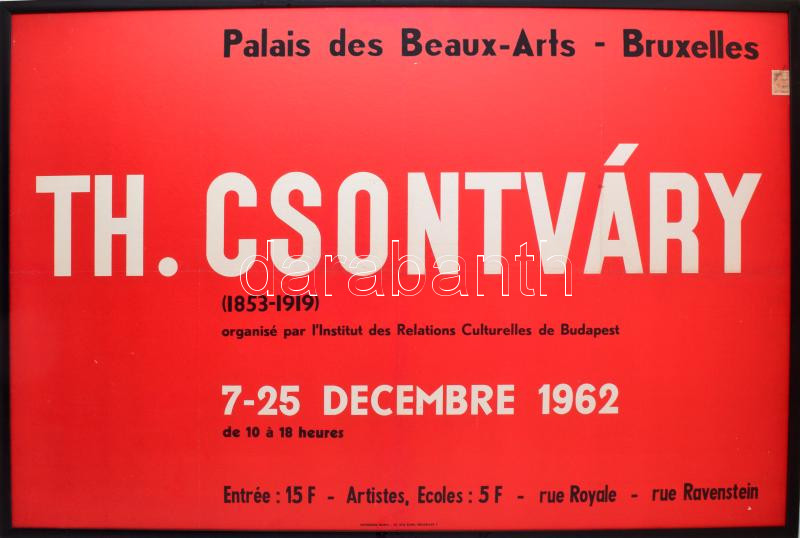 Palais des Beaux-Arts - Bruxelles
TH. CSONTVÁRY
darabanth
(1853-1919)
organisé par l'Institut des Relations Culturelles de Budapest
7-25 DECEMBRE 1962
de 10 à 18 heures
Entrée : 15 F - Artistes, Ecoles : 5 F - rue Royale - rue Ravenstein